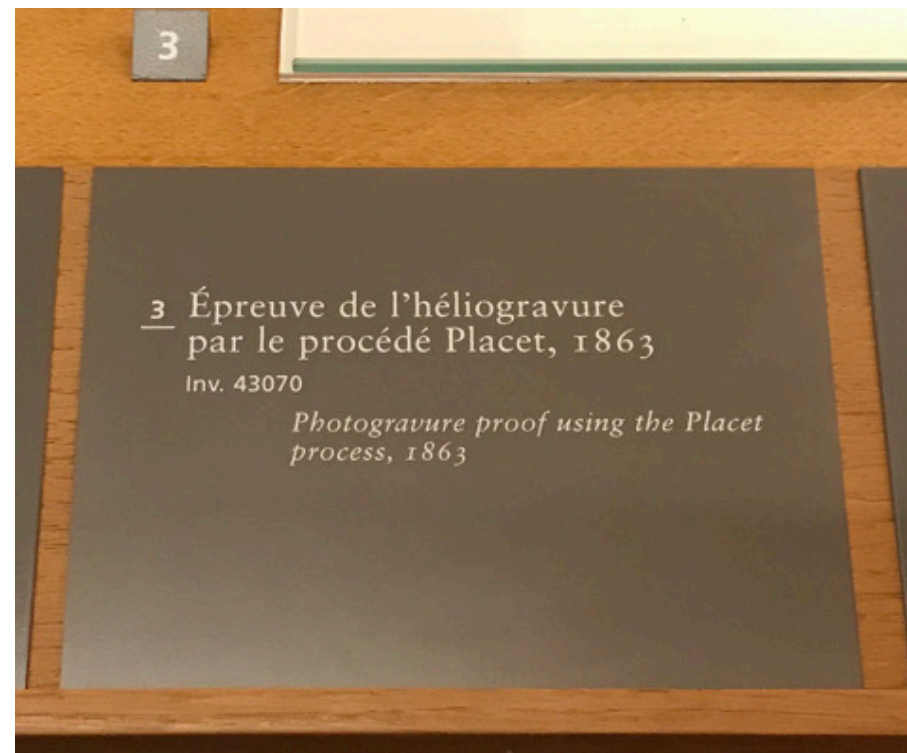 3
3 Épreuve de l’héliogravure
par le procédé Placet, 1863
Inv. 43070
Photogravure proof using the Placet
process, 1863